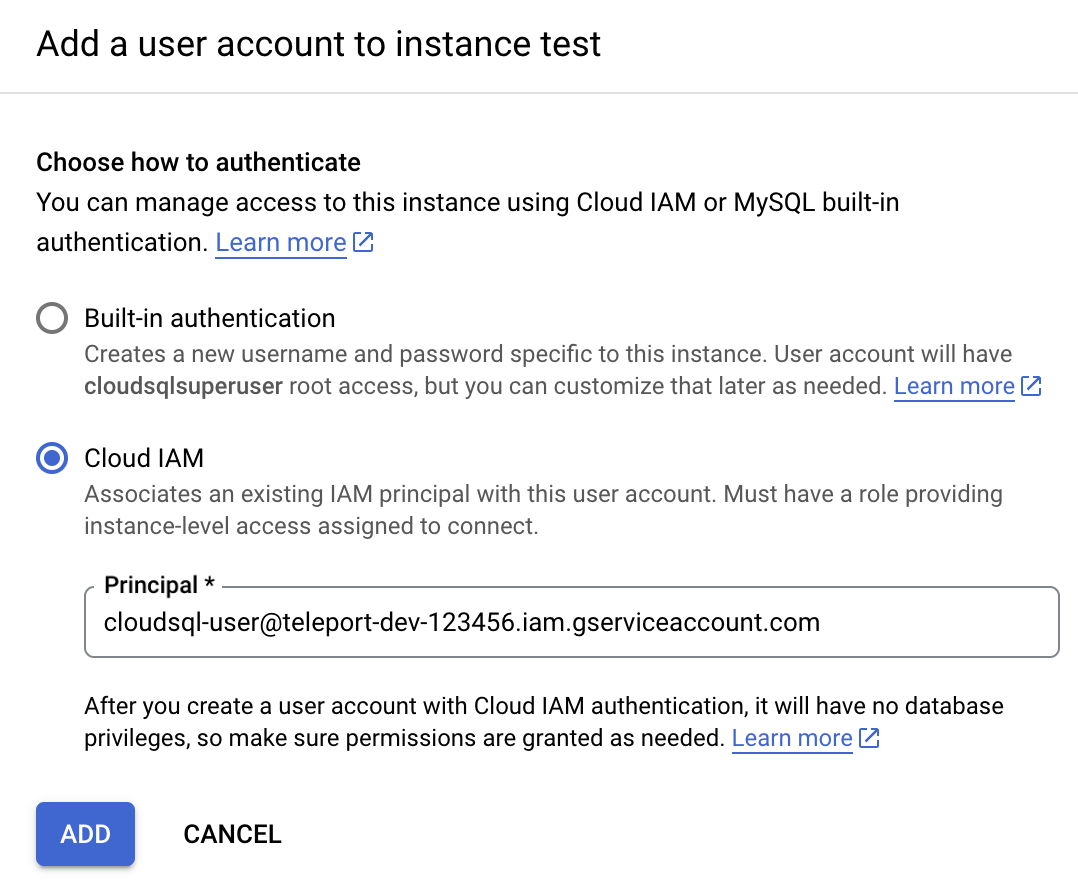 Add a user account to instance test
Choose how to authenticate
You can manage access to this instance using Cloud IAM or MySQL built-in
authentication. Learn more
Built-in authentication
Creates a new username and password specific to this instance. User account will have
cloudsqlsuperuser root access, but you can customize that later as needed. Learn more
Cloud IAM
Associates an existing IAM principal with this user account. Must have a role providing
instance-level access assigned to connect.
Principal *
cloudsql-user@teleport-dev-123456.iam.gserviceaccount.com
After you create a user account with Cloud IAM authentication, it will have no database
privileges, so make sure permissions are granted as needed. Learn more
ADD CANCEL